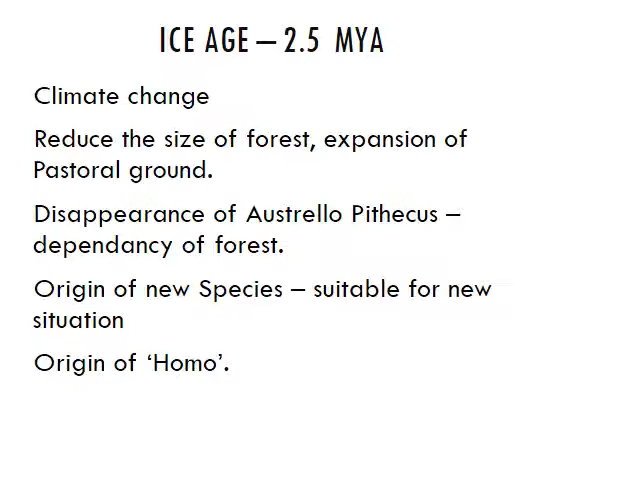 ICE AGE – 2.5 MYA
Climate change
Reduce the size of forest, expansion of
Pastoral ground.
Disappearance of Austrello Pithecus –
dependancy of forest.
Origin of new Species – suitable for new
situation
Origin of ‘Homo’.